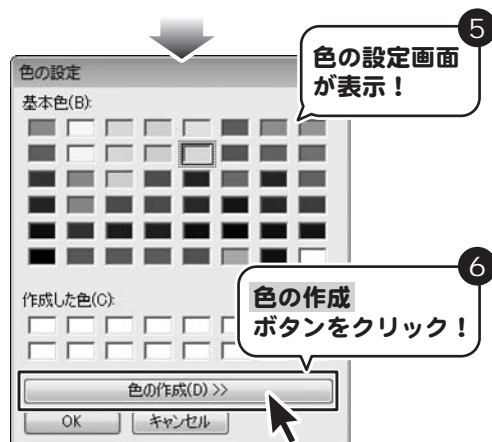 5
色の設定画面
が表示！
色の設定
基本色(B):
6
色の作成
ボタンをクリック！
作成した色(C):
色の作成(D) >>
OK
キャンセル